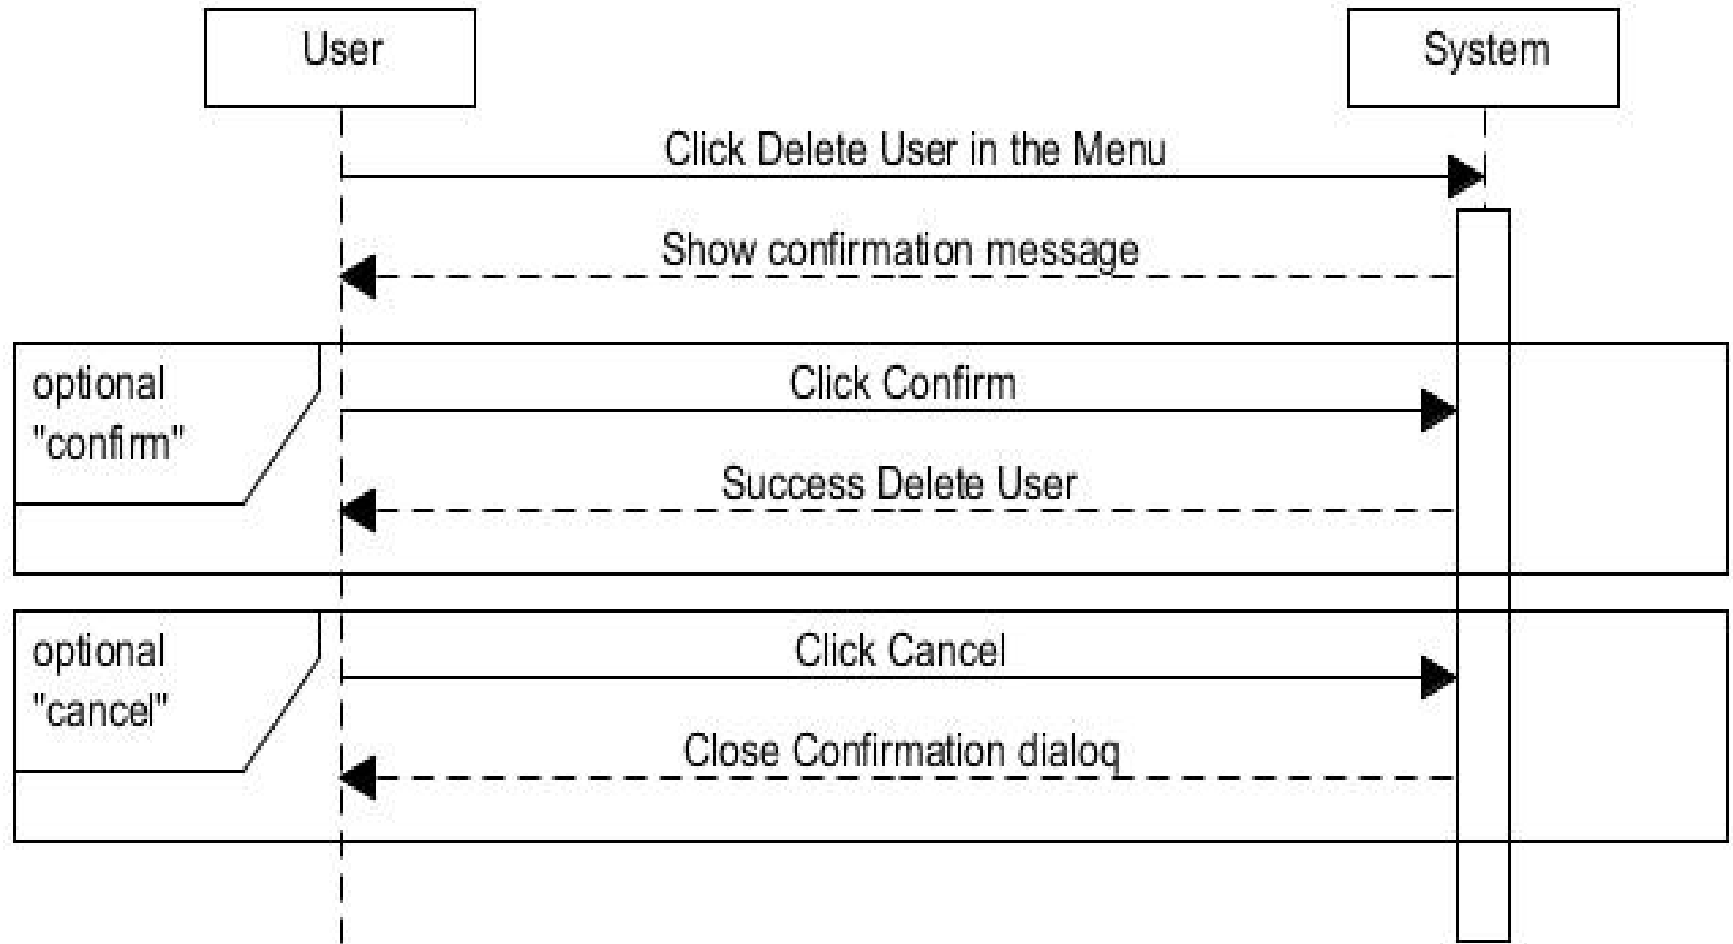 User
System
Click Delete User in the Menu
Show confirmation message
optional
"confirm"
Click Confirm
Success Delete User
optional
"cancel"
Click Cancel
Close Confirmation dialog